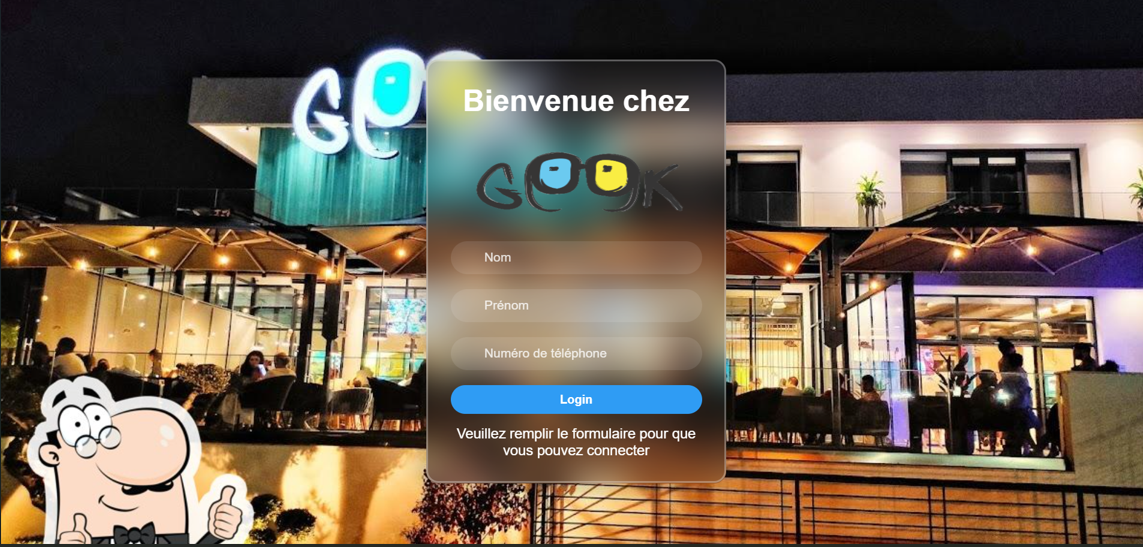 Bienvenue chez
GOOK
Nom
Prénom
Numéro de téléphone
Login
Veuillez remplir le formulaire pour que
vous pouvez connecter